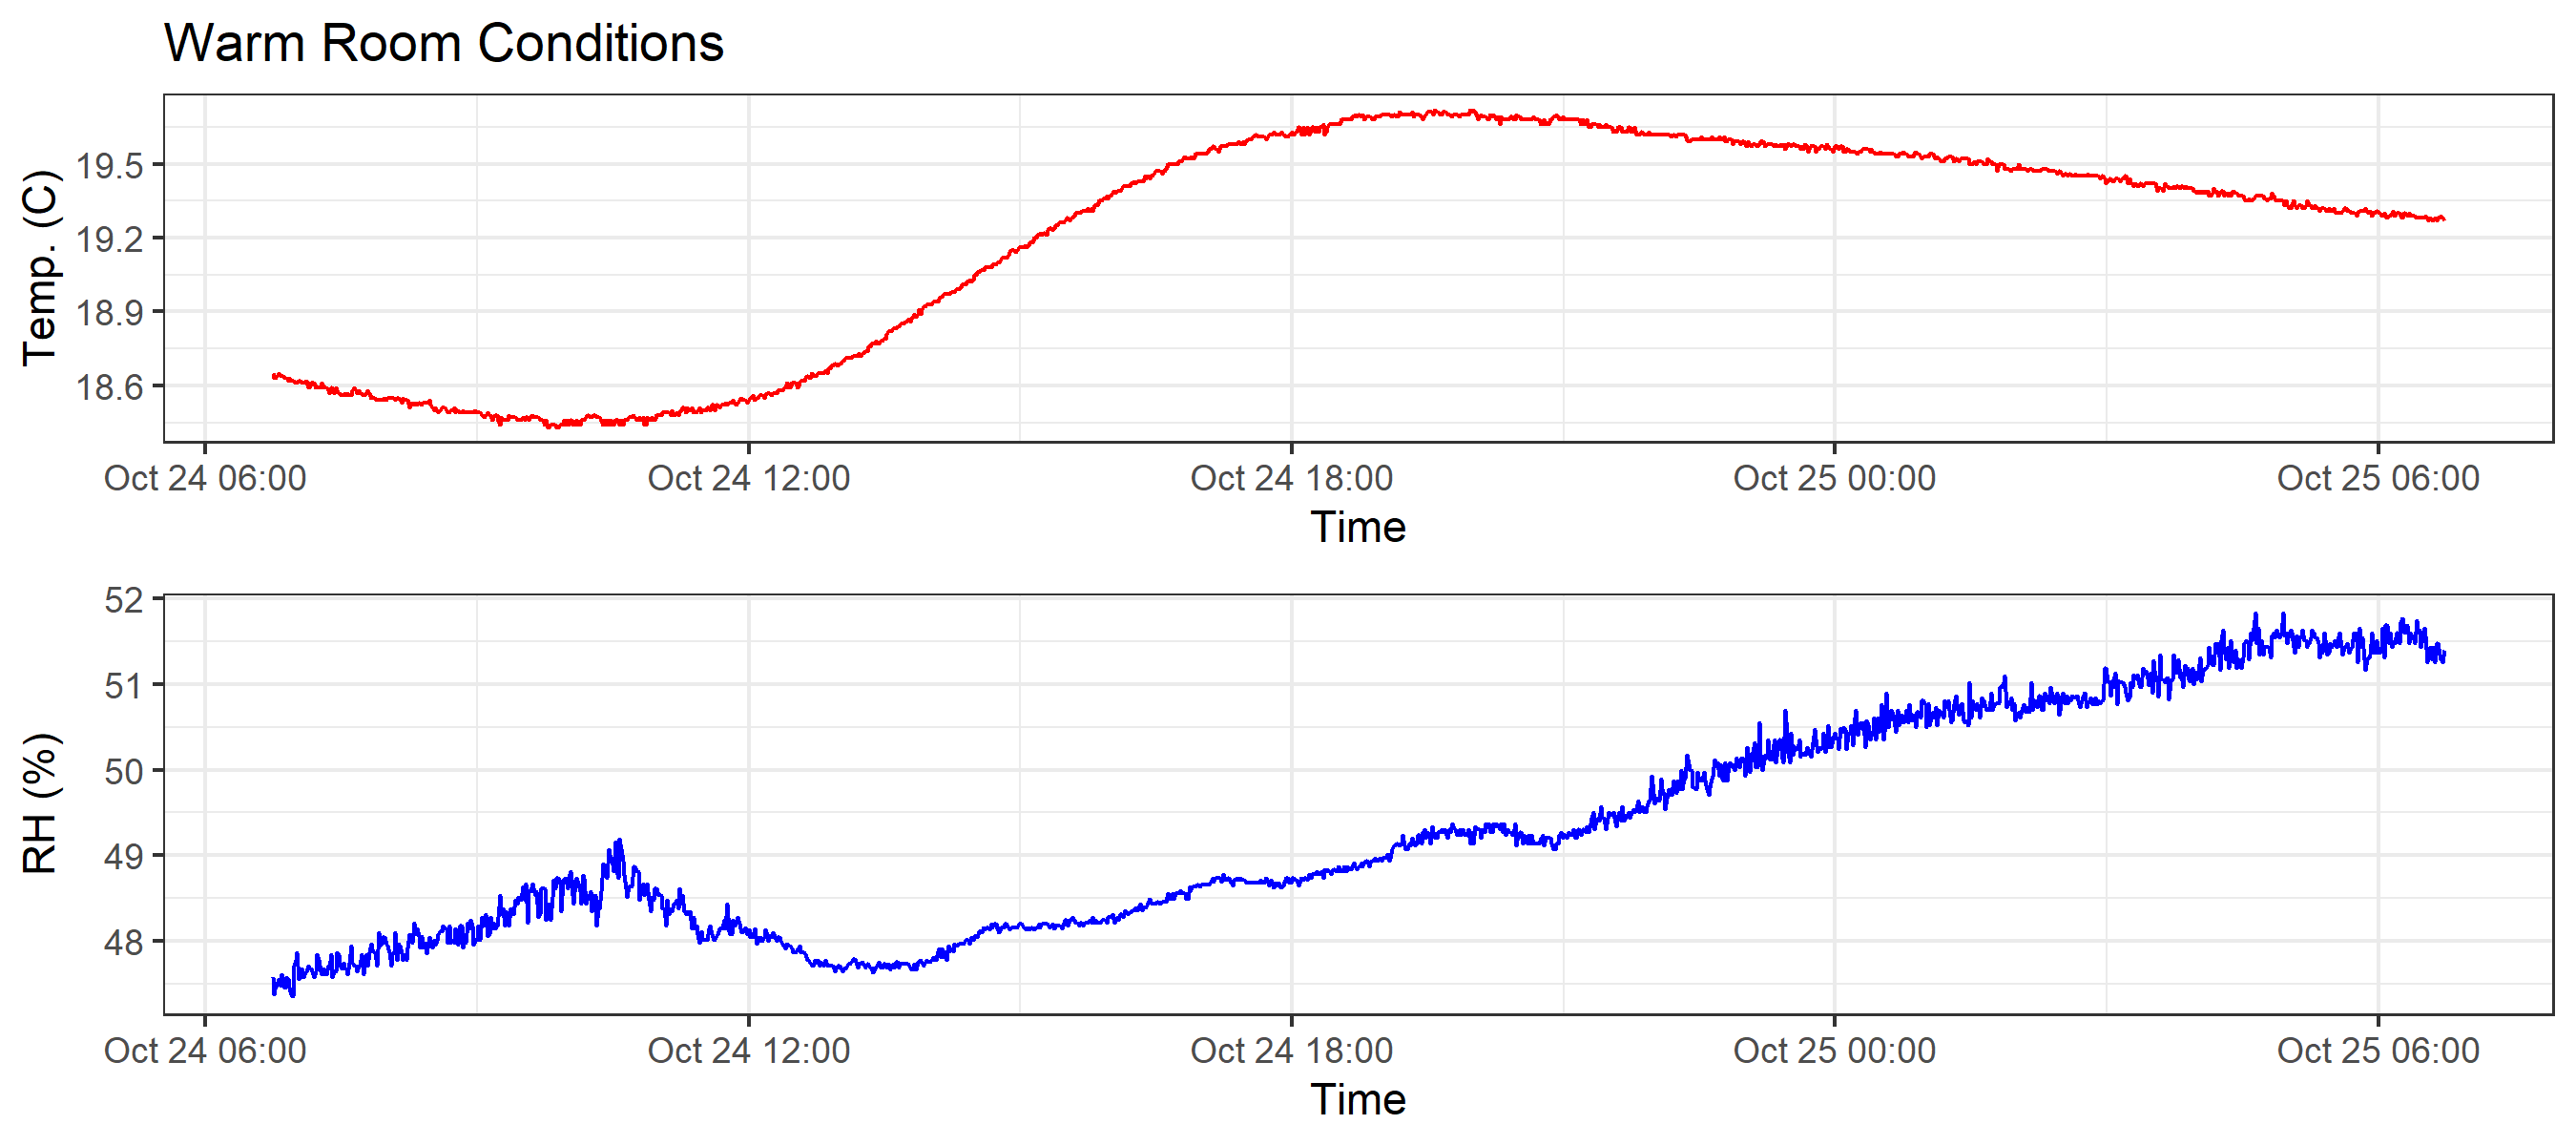 Warm Room Conditions
Temp. (C)
19.5
19.2
18.9
18.6
Oct 24 06:00 Oct 24 12:00 Oct 24 18:00 Oct 25 00:00 Oct 25 06:00
Time
RH (%)
52
51
50
49
48
Oct 24 06:00 Oct 24 12:00 Oct 24 18:00 Oct 25 00:00 Oct 25 06:00
Time